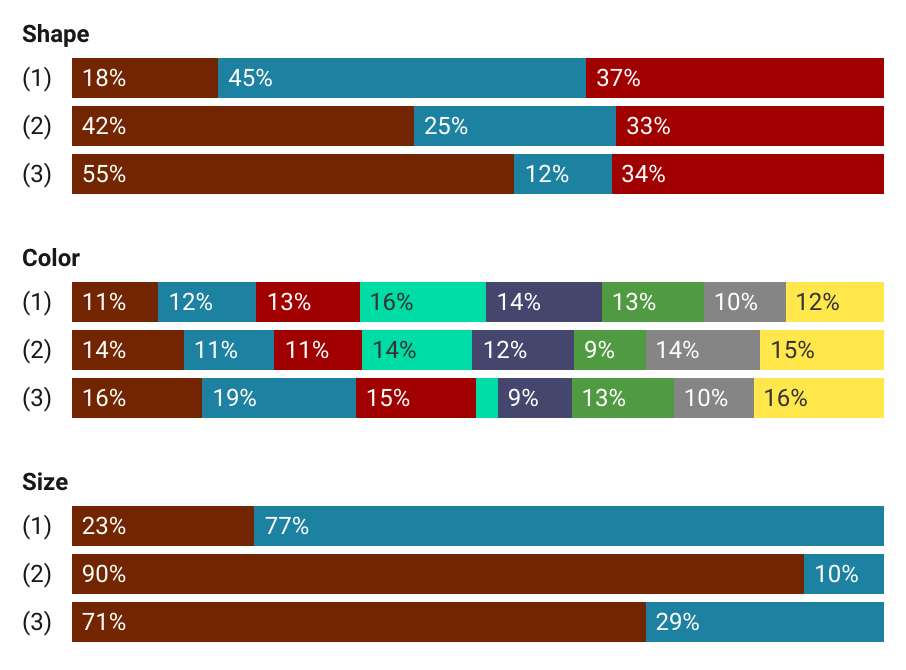 Shape
(1) 18% 45% 37%
(2) 42% 25% 33%
(3) 55% 12% 34%
Color
(1) 11% 12% 13% 16% 14% 13% 10% 12%
(2) 14% 11% 11% 14% 12% 9% 14% 15%
(3) 16% 19% 15% 9% 13% 10% 16%
Size
(1) 23% 77%
(2) 90% 10%
(3) 71% 29%